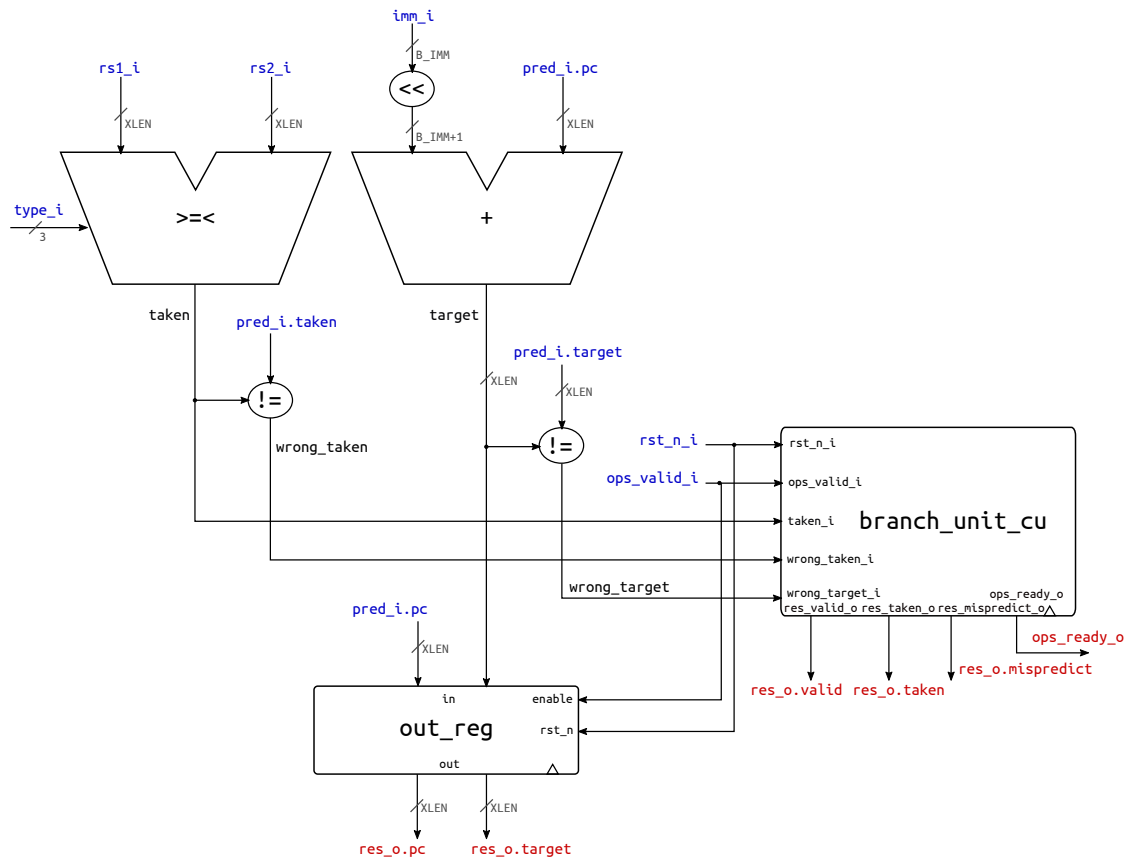 imm_i
B_IMM
rs1_i
rs2_i
pred_i.pc
<<
XLEN
XLEN
XLEN
B_IMM+1
type_i
3
>=<
+
taken
target
pred_i.taken
pred_i.target
XLEN
XLEN
!=
!=
wrong_taken
rst_n_i
rst_n_i
ops_valid_i
ops_valid_i
taken_i
branch_unit_cu
wrong_taken_i
wrong_target
wrong_target_i
ops_ready_o
res_valid_o
res_taken_o
res_mispredict_o
pred_i.pc
XLEN
ops_ready_o
res_o.mispredict
res_o.valid
res_o.taken
in
enable
out_reg
rst_n
out
XLEN
XLEN
res_o.pc
res_o.target